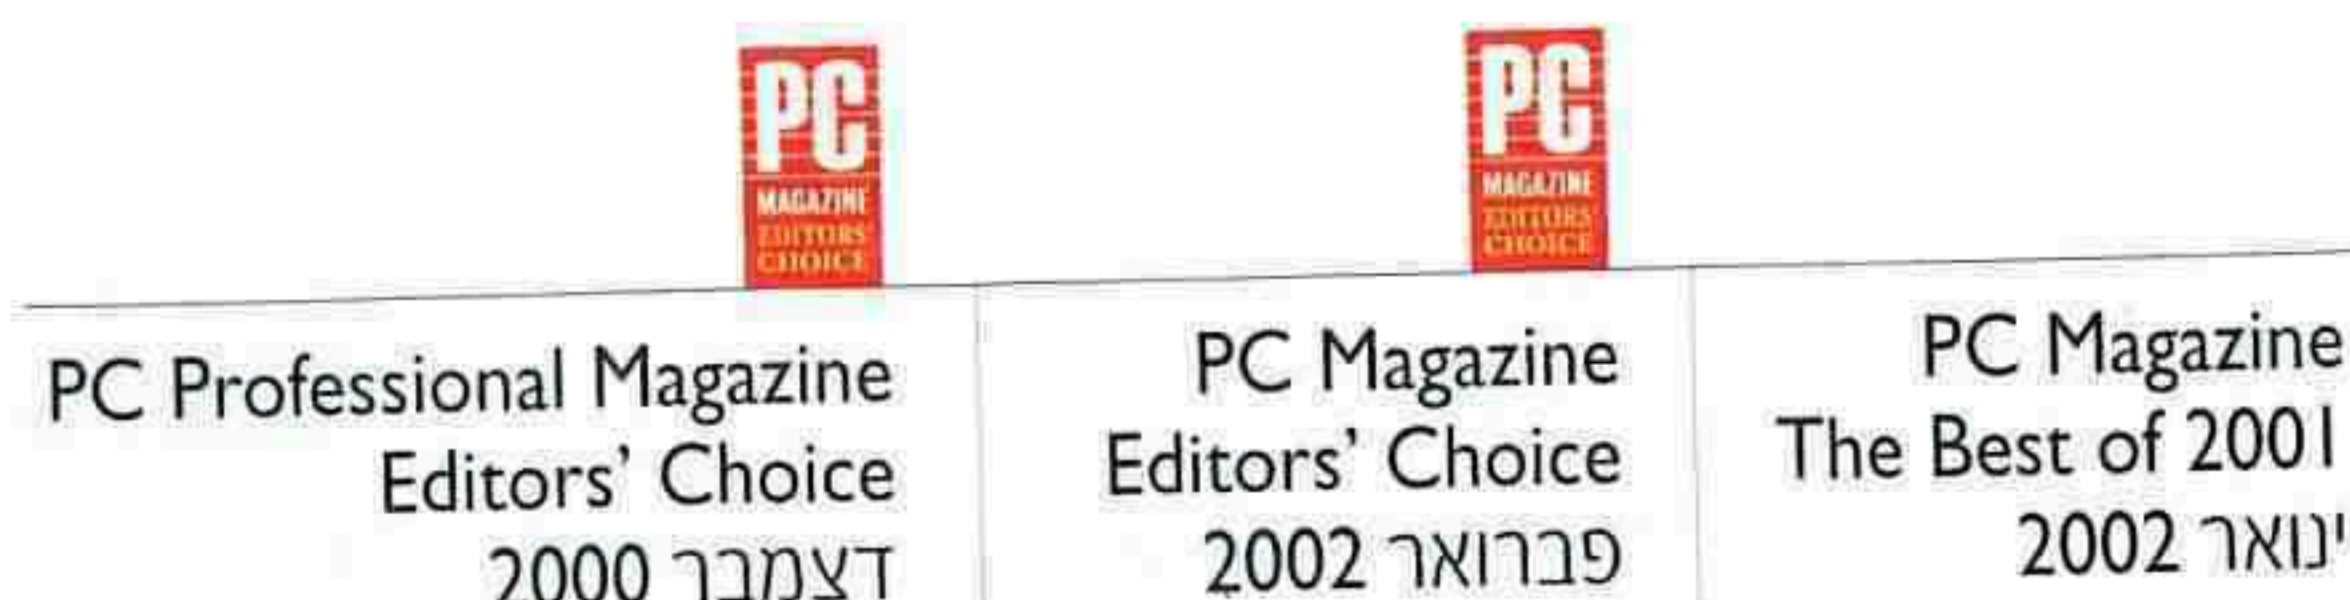 PC
MAGAZINE
EDITORS'
CHOICE
PC Professional Magazine
Editors' Choice
דצמבר 2000
PC
MAGAZINE
EDITORS'
CHOICE
PC Magazine
Editors' Choice
פברואר 2002
PC Magazine
The Best of 2001
ינואר 2002